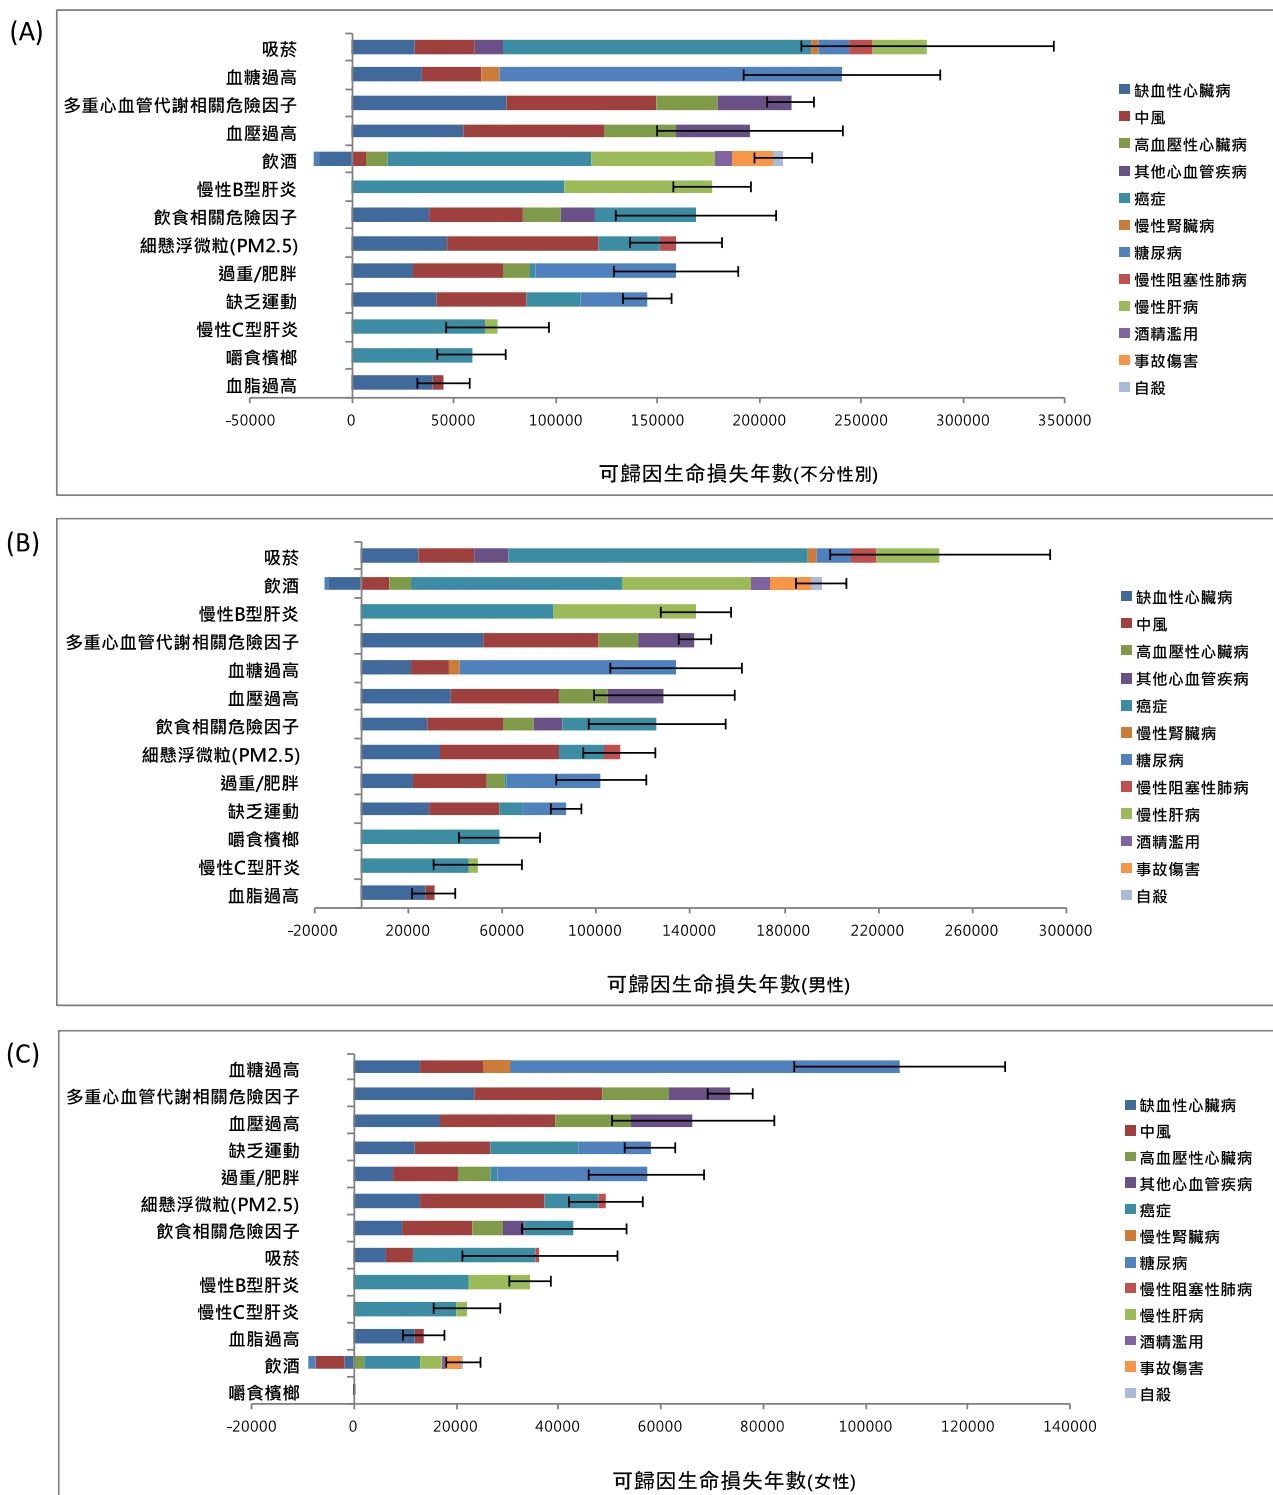 (A)
吸菸
血糖過高
多重心血管代謝相關危險因子
血壓過高
飲酒
慢性B型肝炎
飲食相關危險因子
細懸浮微粒(PM2.5)
過重/肥胖
缺乏運動
慢性C型肝炎
嚼食檳榔
血脂過高
-50000 0 50000 100000 150000 200000 250000 300000 350000
可歸因生命損失年數(不分性別)
缺血性心臟病
中風
高血壓性心臟病
其他心血管疾病
癌症
慢性腎臟病
糖尿病
慢性阻塞性肺病
慢性肝病
酒精濫用
事故傷害
自殺
(B)
吸菸
飲酒
慢性B型肝炎
多重心血管代謝相關危險因子
血糖過高
血壓過高
飲食相關危險因子
細懸浮微粒(PM2.5)
過重/肥胖
缺乏運動
嚼食檳榔
慢性C型肝炎
血脂過高
-20000 20000 60000 100000 140000 180000 220000 260000 300000
可歸因生命損失年數(男性)
缺血性心臟病
中風
高血壓性心臟病
其他心血管疾病
癌症
慢性腎臟病
糖尿病
慢性阻塞性肺病
慢性肝病
酒精濫用
事故傷害
自殺
(C)
血糖過高
多重心血管代謝相關危險因子
血壓過高
缺乏運動
過重/肥胖
細懸浮微粒(PM2.5)
飲食相關危險因子
吸菸
慢性B型肝炎
慢性C型肝炎
血脂過高
飲酒
嚼食檳榔
-20000 0 20000 40000 60000 80000 100000 120000 140000
可歸因生命損失年數(女性)
缺血性心臟病
中風
高血壓性心臟病
其他心血管疾病
癌症
慢性腎臟病
糖尿病
慢性阻塞性肺病
慢性肝病
酒精濫用
事故傷害
自殺